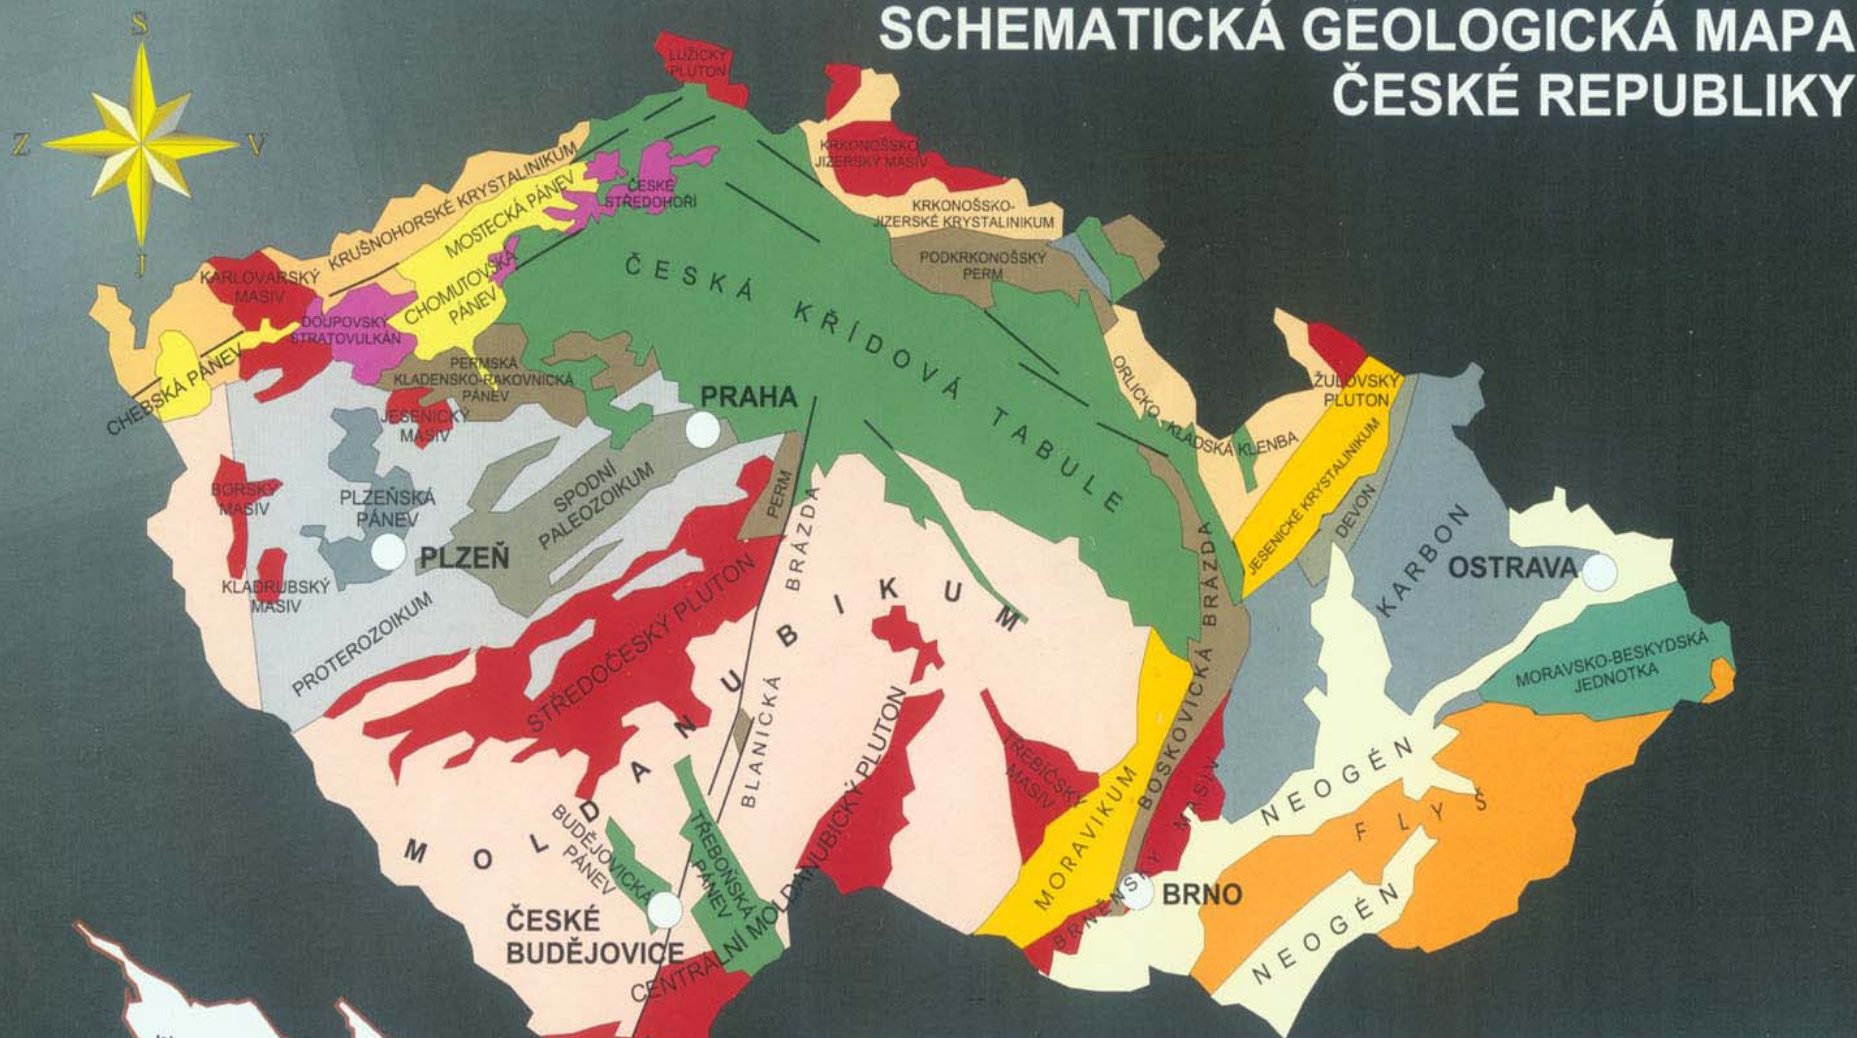 SCHEMATICKÁ GEOLOGICKÁ MAPA
ČESKÉ REPUBLIKY
S
Z
V
J
LUŽICKÝ
PLUTON
KRKONOŠSKO
JIZERSKÝ MASIV
KRUŠNOHORSKÉ KRYSTALINIKUM
MOSTECKÁ PÁNEV
ČESKÉ
STŘEDOHOŘÍ
KRKONOŠSKO-
JIZERSKÉ KRYSTALINIKUM
PODKRKONOŠSKÝ
PERM
KARLOVARSKÝ
MASIV
CHOMUTOVSKÁ
PÁNEV
DOUPOVSKÝ
STRATOVULKÁN
ČESKÁ KŘÍDOVÁ TABULE
CHEBSKÁ PÁNEV
PERMSKÁ
KLADENSKO-RAKOVNICKÁ
PÁNEV
JESENICKÝ
MASIV
PRAHA
ORLICKO - KLADSKÁ KLENBA
ŽULOVSKÝ
PLUTON
JESENICKÉ KRYSTALINIKUM
DEVON
KARBON
OSTRAVA
BORSKÝ
MASIV
PLZEŇSKÁ
PÁNEV
SPODNÍ
PALEOZOIKUM
PERM
PLZEŇ
KLADRUBSKÝ
MASIV
PROTEROZOIKUM
STŘEDOČESKÝ PLUTON
BLANICKÁ BRÁZDA
MOLDANUBIKUM
BOSKOVICKÁ BRÁZDA
MORAVSKO-BESKYDSKÁ
JEDNOTKA
TŘEBÍČSKÝ
MASIV
MORAVIKUM
BRNĚNSKÝ MASIV
NEOGÉN
FLYŠ
BUDĚJOVICKÁ
PÁNEV
TŘEBOŇSKÁ
PÁNEV
CENTRÁLNÍ MOLDANUBICKÝ PLUTON
ČESKÉ
BUDĚJOVICE
BRNO
NEOGÉN